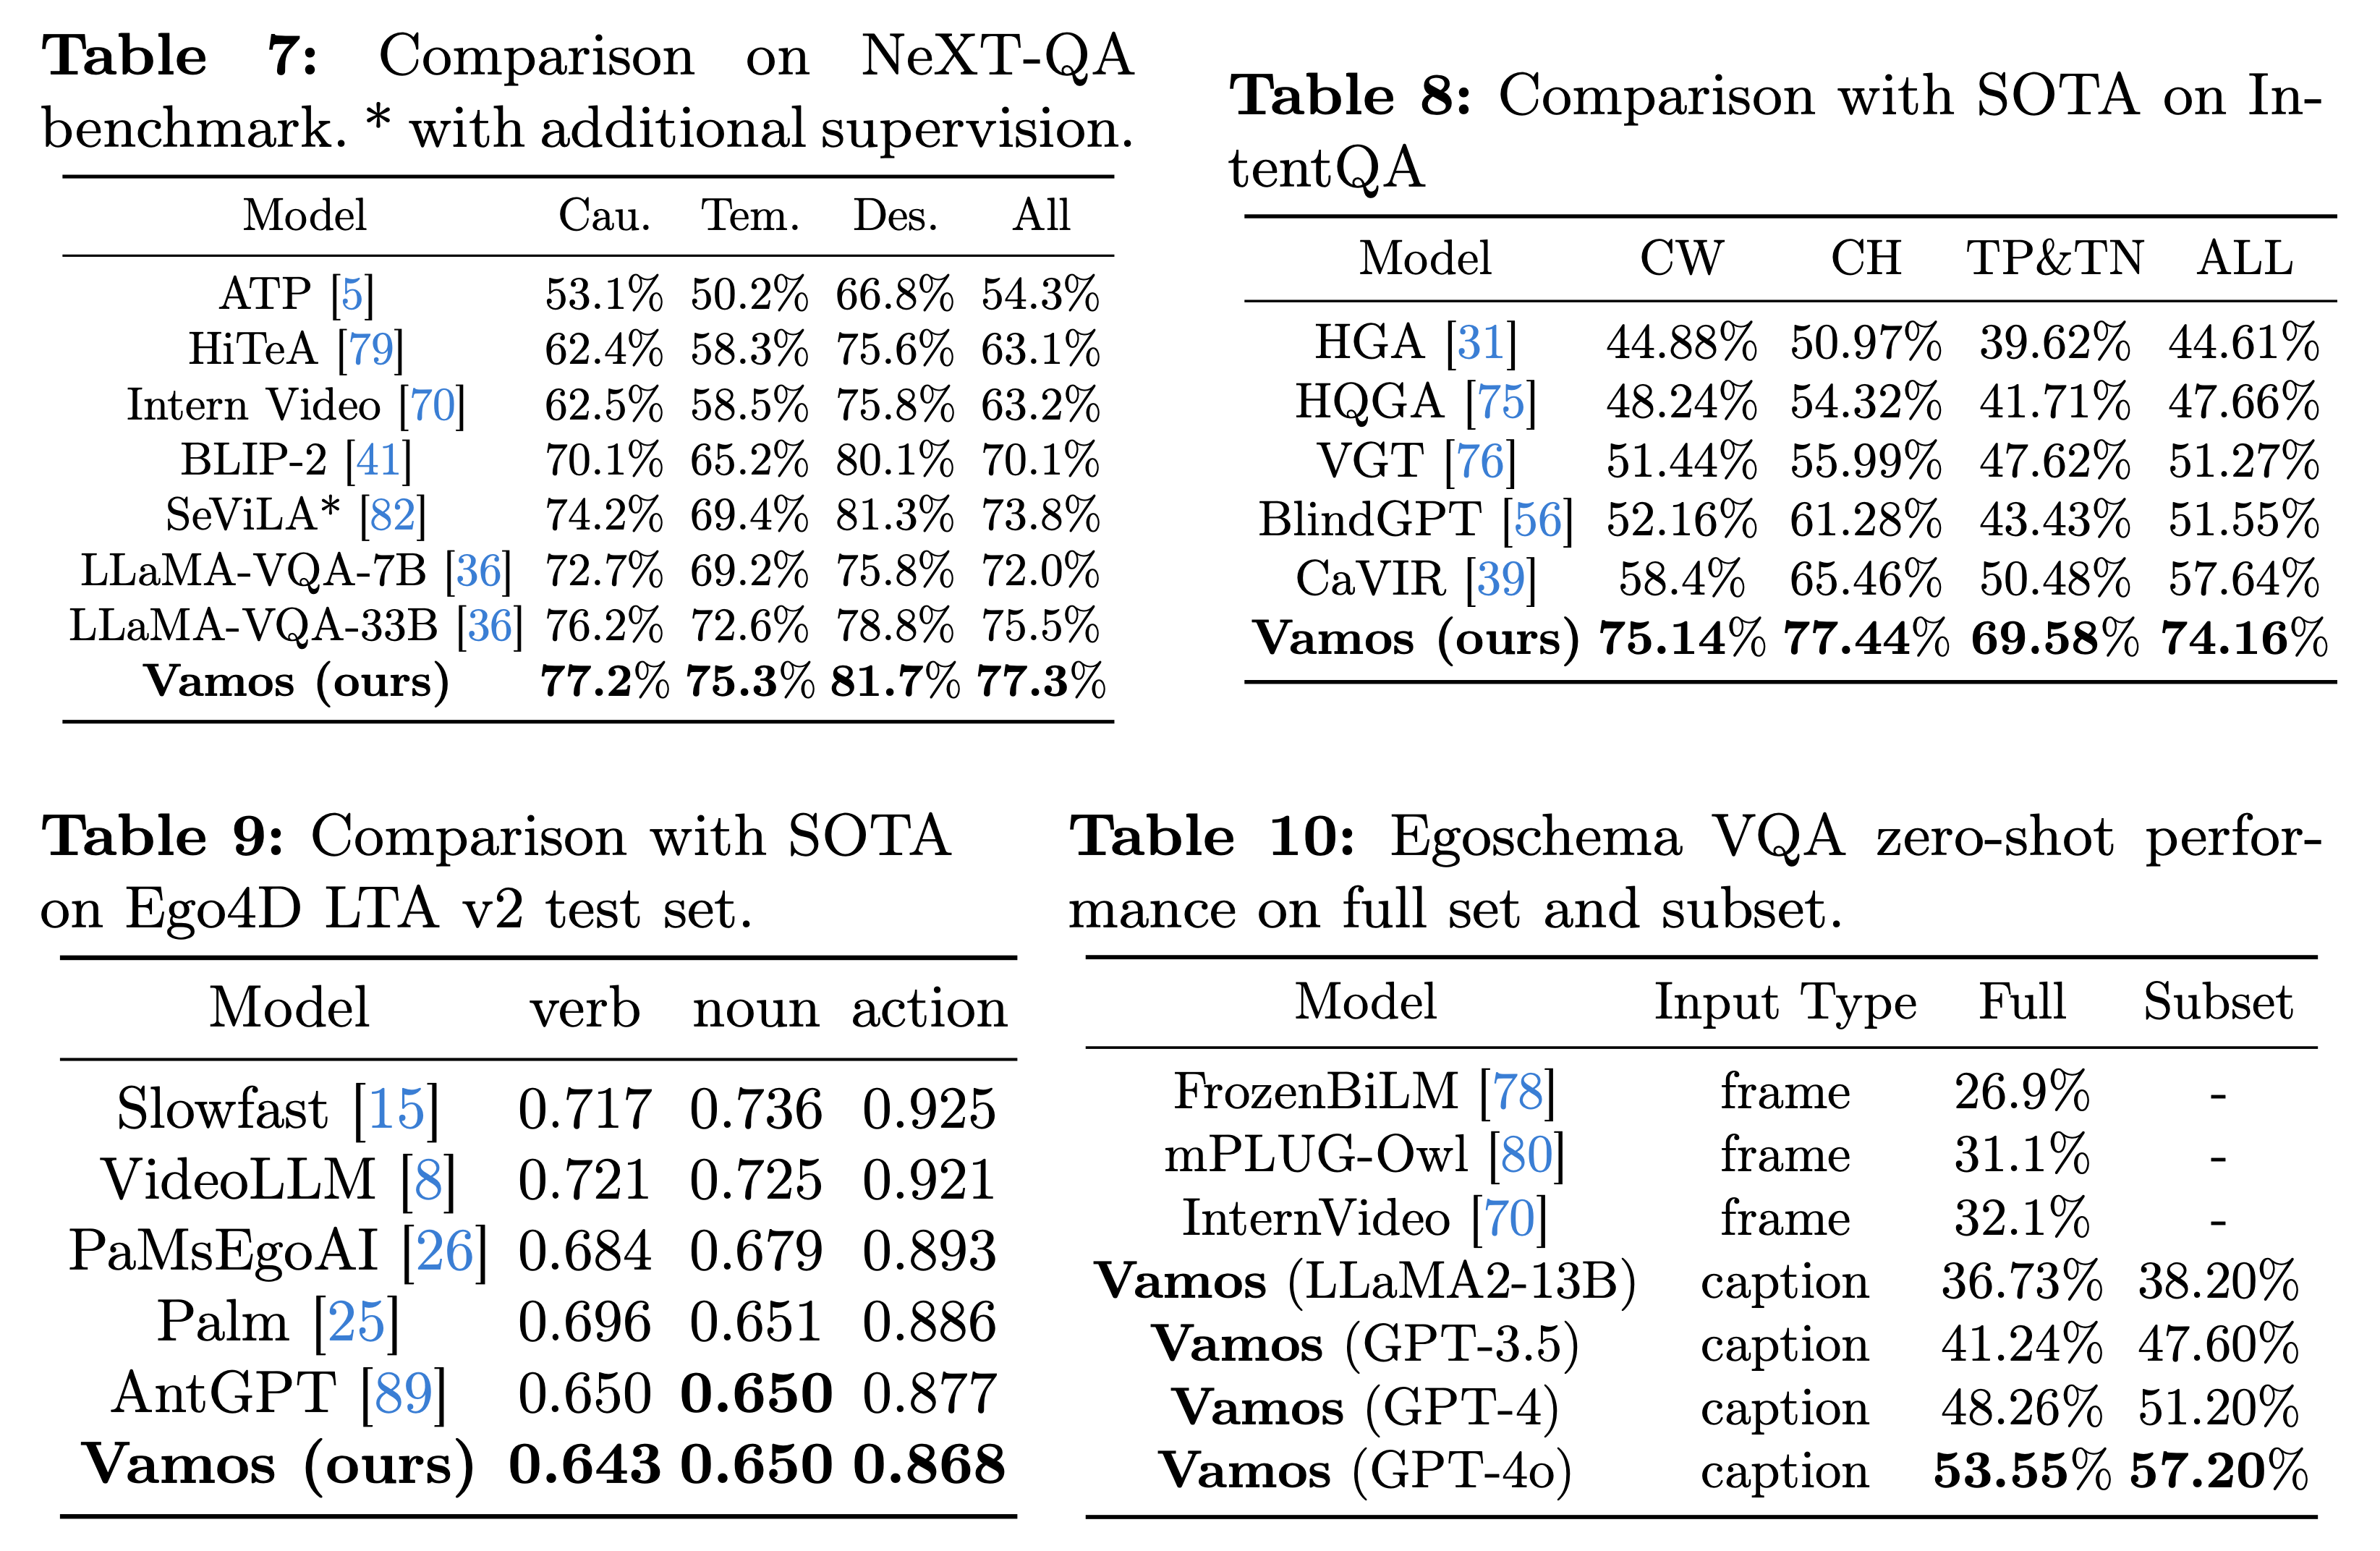 Table 7: Comparison on NeXT-QA
benchmark. * with additional supervision.
Model Cau. Tem. Des. All
ATP [5] 53.1% 50.2% 66.8% 54.3%
HiTeA [79] 62.4% 58.3% 75.6% 63.1%
Intern Video [70] 62.5% 58.5% 75.8% 63.2%
BLIP-2 [41] 70.1% 65.2% 80.1% 70.1%
SeViLA* [82] 74.2% 69.4% 81.3% 73.8%
LLaMA-VQA-7B [36] 72.7% 69.2% 75.8% 72.0%
LLaMA-VQA-33B [36] 76.2% 72.6% 78.8% 75.5%
Vamos (ours) 77.2% 75.3% 81.7% 77.3%
Table 8: Comparison with SOTA on In-
tentQA
Model CW CH TP&TN ALL
HGA [31] 44.88% 50.97% 39.62% 44.61%
HQGA [75] 48.24% 54.32% 41.71% 47.66%
VGT [76] 51.44% 55.99% 47.62% 51.27%
BlindGPT [56] 52.16% 61.28% 43.43% 51.55%
CaVIR [39] 58.4% 65.46% 50.48% 57.64%
Vamos (ours) 75.14% 77.44% 69.58% 74.16%
Table 9: Comparison with SOTA
on Ego4D LTA v2 test set.
Model verb noun action
Slowfast [15] 0.717 0.736 0.925
VideoLLM [8] 0.721 0.725 0.921
PaMsEgoAI [26] 0.684 0.679 0.893
Palm [25] 0.696 0.651 0.886
AntGPT [89] 0.650 0.650 0.877
Vamos (ours) 0.643 0.650 0.868
Table 10: Egoschema VQA zero-shot perfor-
mance on full set and subset.
Model Input Type Full Subset
FrozenBiLM [78] frame 26.9% -
mPLUG-Owl [80] frame 31.1% -
InternVideo [70] frame 32.1% -
Vamos (LLaMA2-13B) caption 36.73% 38.20%
Vamos (GPT-3.5) caption 41.24% 47.60%
Vamos (GPT-4) caption 48.26% 51.20%
Vamos (GPT-4o) caption 53.55% 57.20%